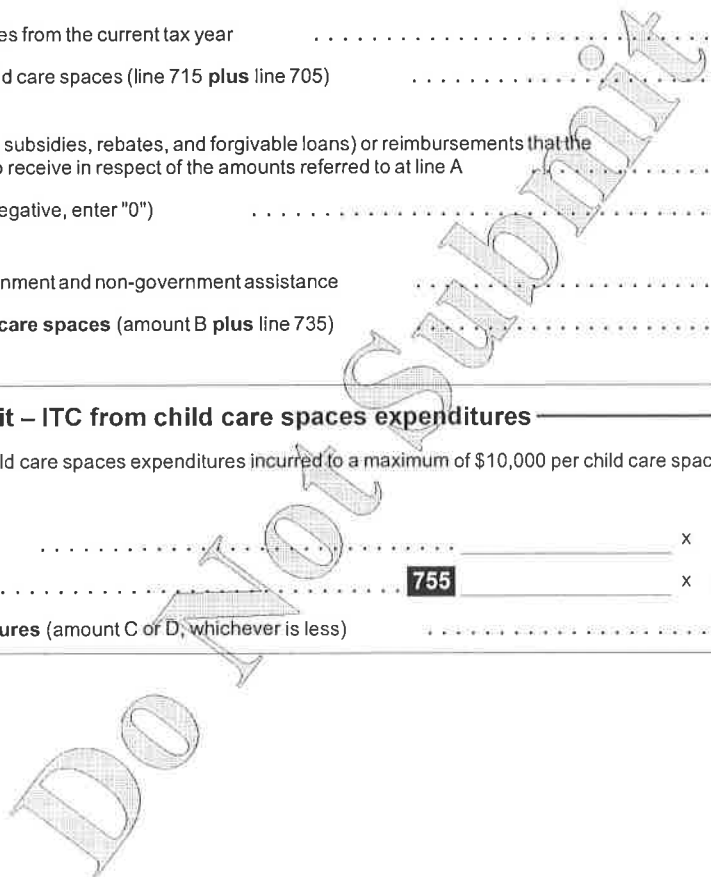 es from the current tax year . . . . . . . . . . . . . . . . . . . . . . . . . .
d care spaces (line 715 plus line 705) . . . . . . . . . . . . . . . . . . .
subsidies, rebates, and forgivable loans) or reimbursements that the
o receive in respect of the amounts referred to at line A . . . . . . . . . . .
egative, enter "0") . . . . . . . . . . . . . . . . . . . . . . . . . . . . . .
nment and non-government assistance . . . . . . . . . . . . . . . . . . .
care spaces (amount B plus line 735) . . . . . . . . . . . . . . . . . . .
it – ITC from child care spaces expenditures
ld care spaces expenditures incurred to a maximum of $10,000 per child care spac
. . . . . . . . . . . . . . . . . . . . . . . . . . . x
. . . . . . . . . . . . . . . . . . . . . . . . . . . . . . 755 x
ures (amount C or D, whichever is less) . . . . . . . . . . . . . . . . . . .
Do Not Submit